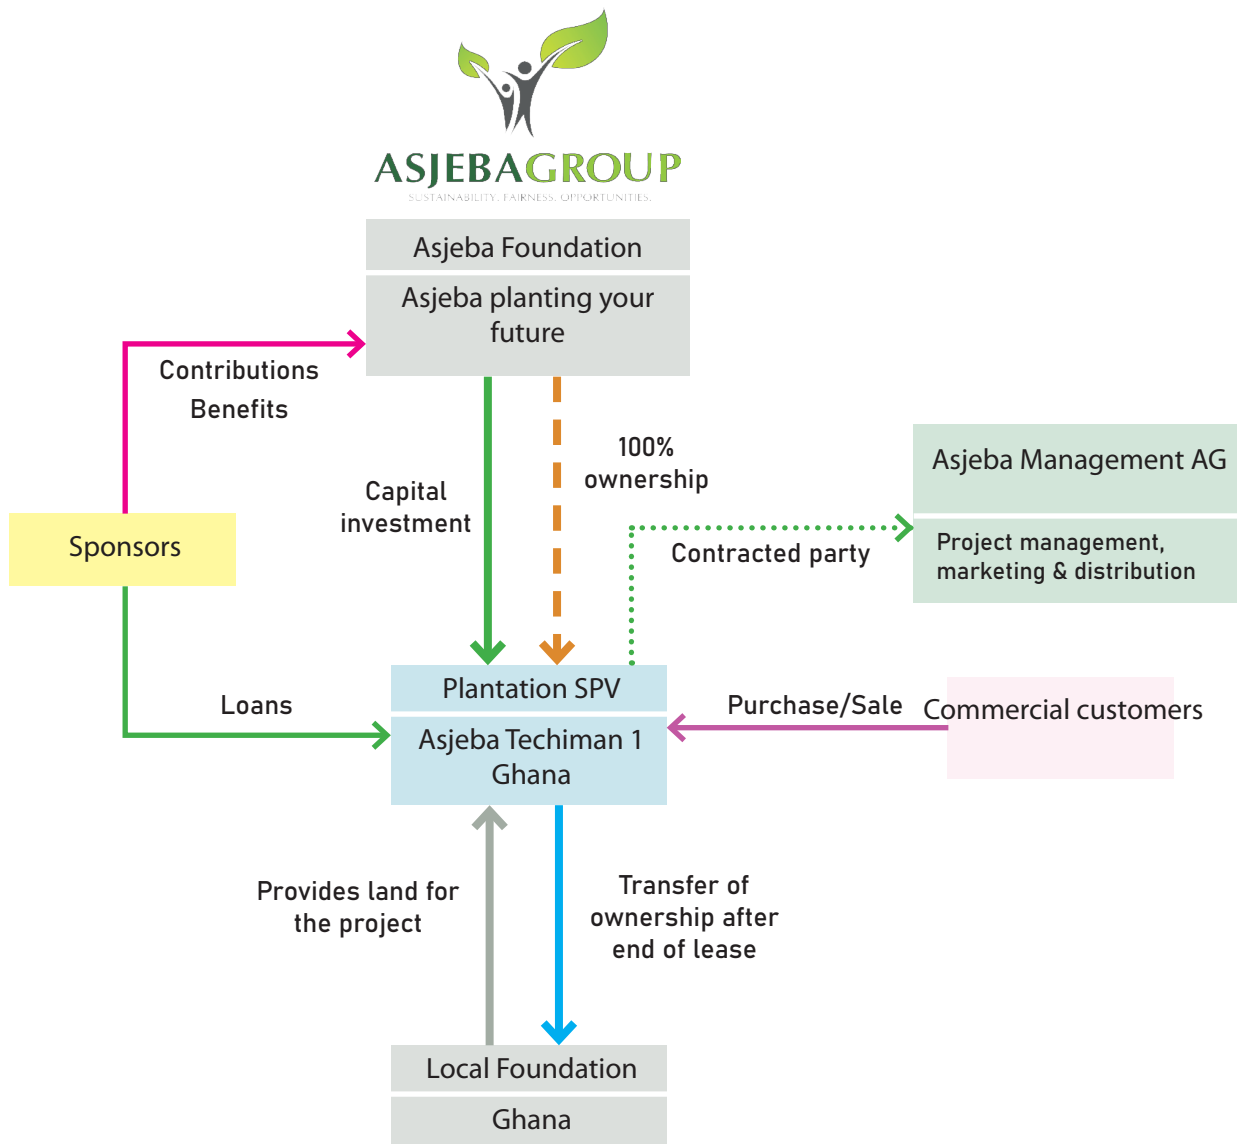 ASJEBAGROUP
SUSTAINABILITY. FAIRNESS. OPPORTUNITIES.
Asjeba Foundation
Asjeba planting your
future
Contributions
Benefits
100%
ownership
Capital
investment
Asjeba Management AG
Project management,
marketing & distribution
Sponsors
Contracted party
Plantation SPV
Asjeba Techiman 1
Ghana
Loans
Purchase/Sale
Commercial customers
Provides land for
the project
Transfer of
ownership after
end of lease
Local Foundation
Ghana